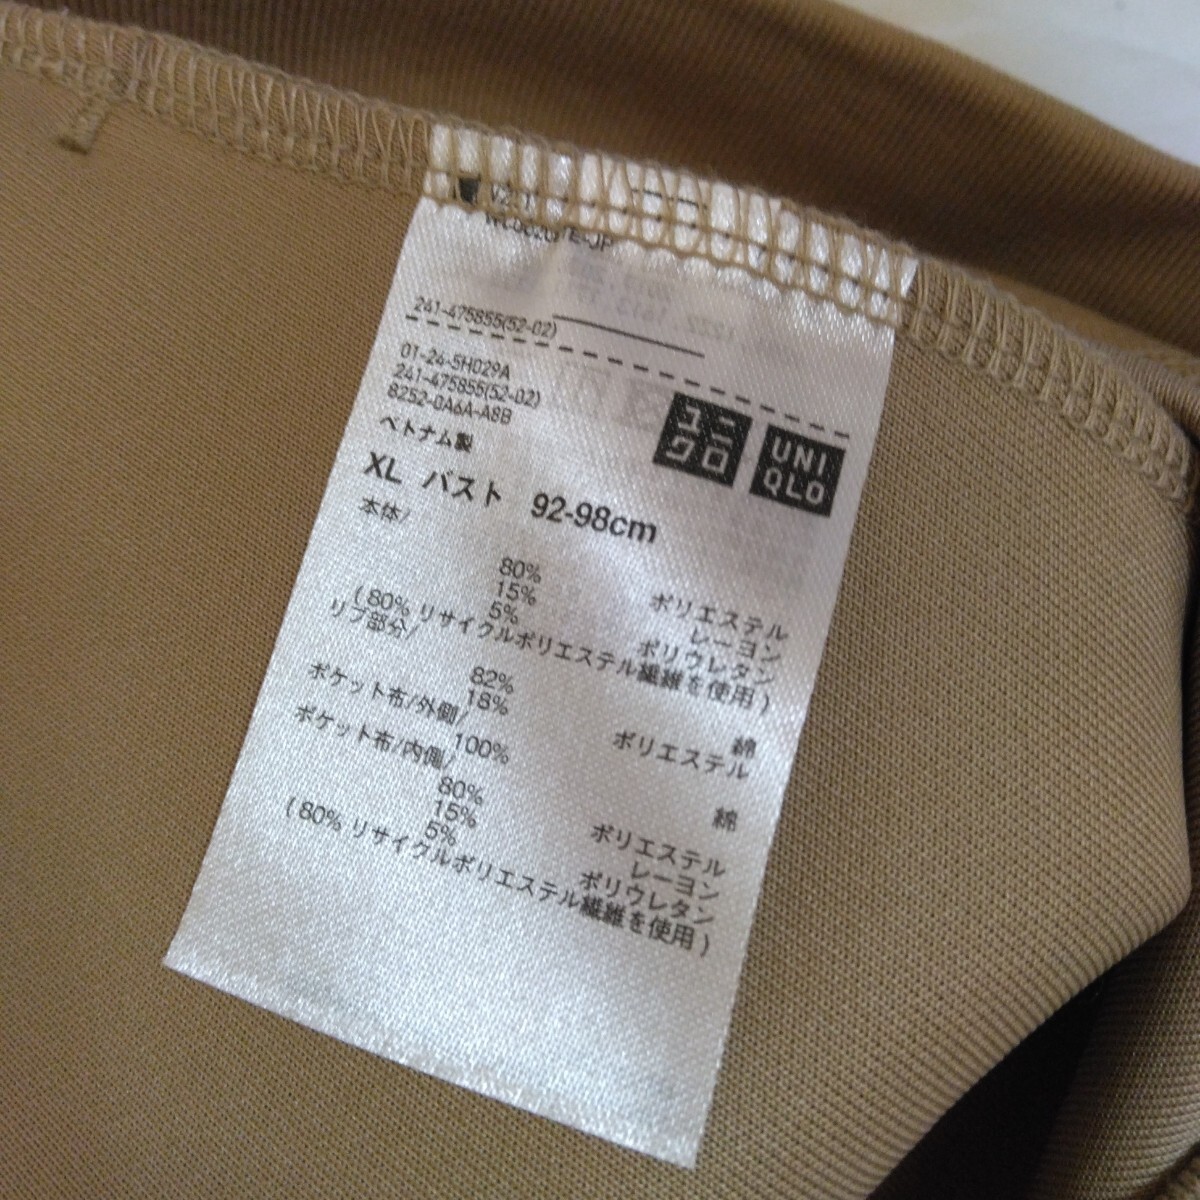 241-475855(52-02)
01-24-5H029A
241-475855(52-02)
8252-0A6A-A8B
ユニ
クロ
UNI
QLO
ベトナム製
XL バスト 92-98cm
本体/
80% ポリエステル
15% レーヨン
5% ポリウレタン
( 80% リサイクルポリエステル繊維を使用 )
リブ部分/
82% 綿
18% ポリエステル
ポケット布/外側/
100% 綿
ポケット布/内側/
80% ポリエステル
15% レーヨン
5% ポリウレタン
( 80% リサイクルポリエステル繊維を使用 )